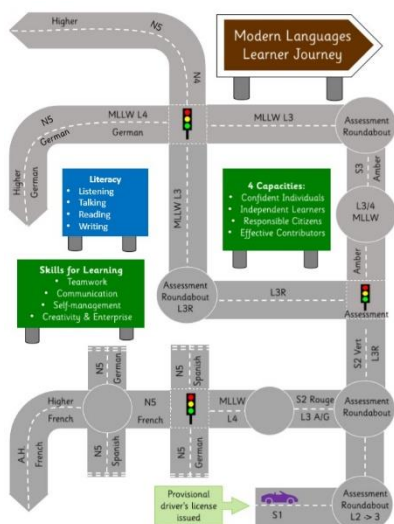 Modern Languages
Learner Journey
Higher
N5
N4
N5
German
Higher
German
MLLW L4
German
MLLW L3
Assessment
Roundabout
S3
Amber
L3/4
MLLW
Amber
MLLW L3
Literacy
• Listening
• Talking
• Reading
• Writing
4 Capacities:
• Confident Individuals
• Independent Learners
• Responsible Citizens
• Effective Contributors
Skills for Learning
• Teamwork
• Communication
• Self-management
• Creativity & Enterprise
Assessment
Roundabout
L3R
L3R
Assessment
S2 Vert
L3R
N5
German
N5
Spanish
Higher
French
N5
French
MLLW
L4
S2 Rouge
L3 A/G
Assessment
Roundabout
A.H.
French
N5
Spanish
N5
German
Provisional
driver's license
issued
S1
Assessment
Roundabout
L2 -> 3